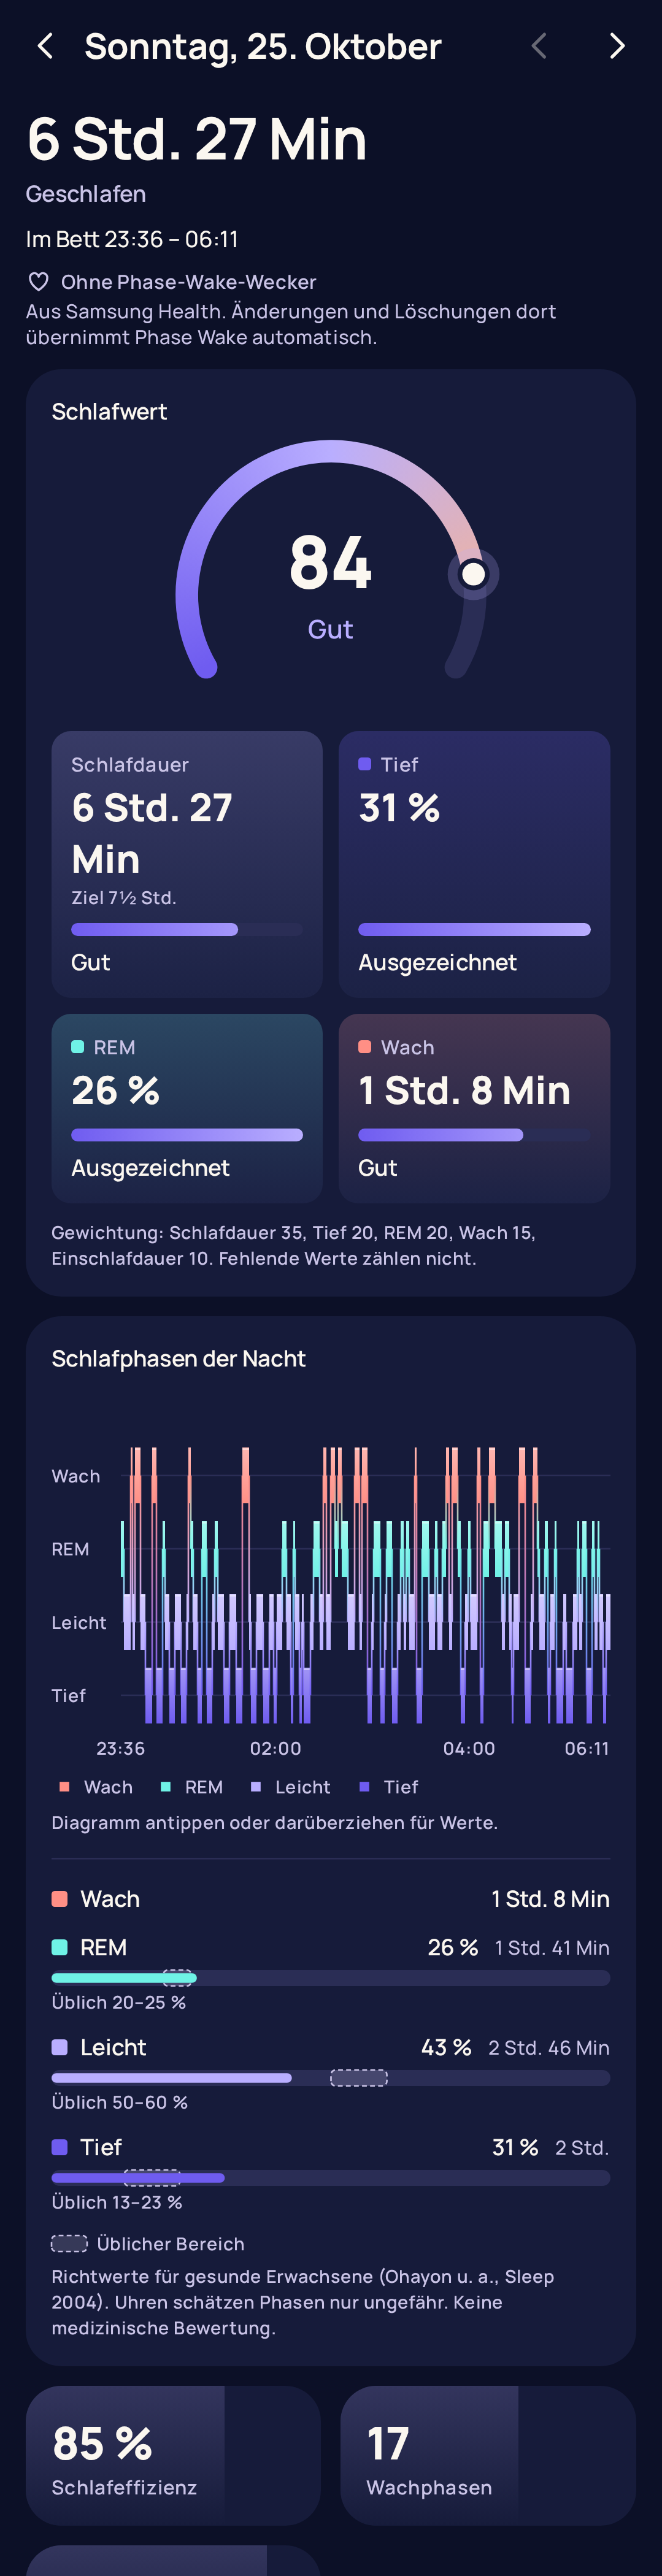 Sonntag, 25. Oktober
6 Std. 27 Min
Geschlafen
Im Bett 23:36 – 06:11
Ohne Phase-Wake-Wecker
Aus Samsung Health. Änderungen und Löschungen dort
übernimmt Phase Wake automatisch.
Schlafwert
84
Gut
Schlafdauer
6 Std. 27
Min
Ziel 7½ Std.
Gut
Tief
31 %
Ausgezeichnet
REM
26 %
Ausgezeichnet
Wach
1 Std. 8 Min
Gut
Gewichtung: Schlafdauer 35, Tief 20, REM 20, Wach 15,
Einschlafdauer 10. Fehlende Werte zählen nicht.
Schlafphasen der Nacht
Wach
REM
Leicht
Tief
23:36 02:00 04:00 06:11
Wach REM Leicht Tief
Diagramm antippen oder darüberziehen für Werte.
Wach 1 Std. 8 Min
REM 26 % 1 Std. 41 Min
Üblich 20–25 %
Leicht 43 % 2 Std. 46 Min
Üblich 50–60 %
Tief 31 % 2 Std.
Üblich 13–23 %
Üblicher Bereich
Richtwerte für gesunde Erwachsene (Ohayon u. a., Sleep
2004). Uhren schätzen Phasen nur ungefähr. Keine
medizinische Bewertung.
85 %
Schlafeffizienz
17
Wachphasen